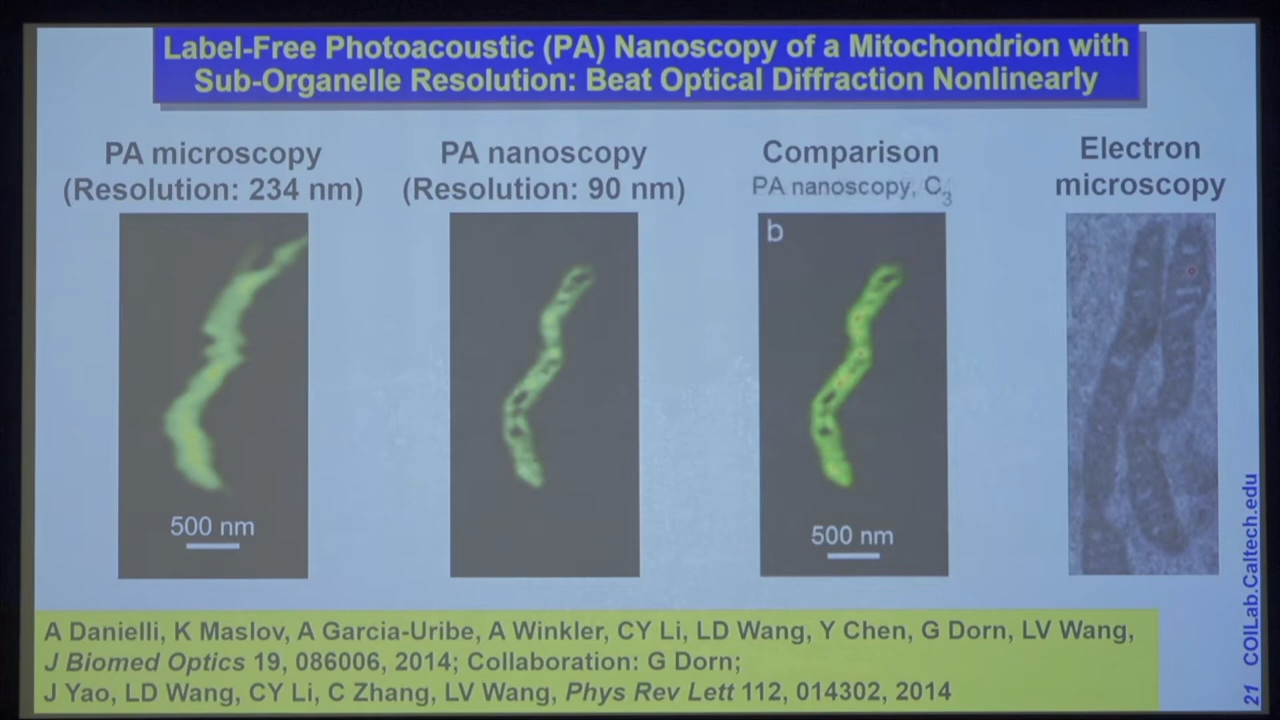 Label-Free Photoacoustic (PA) Nanoscopy of a Mitochondrion with
Sub-Organelle Resolution: Beat Optical Diffraction Nonlinearly
PA microscopy
(Resolution: 234 nm)
PA nanoscopy
(Resolution: 90 nm)
Comparison
PA nanoscopy, C3
Electron
microscopy
b
500 nm
500 nm
A Danielli, K Maslov, A Garcia-Uribe, A Winkler, CY Li, LD Wang, Y Chen, G Dorn, LV Wang,
J Biomed Optics 19, 086006, 2014; Collaboration: G Dorn;
J Yao, LD Wang, CY Li, C Zhang, LV Wang, Phys Rev Lett 112, 014302, 2014
21 COILab.Caltech.edu